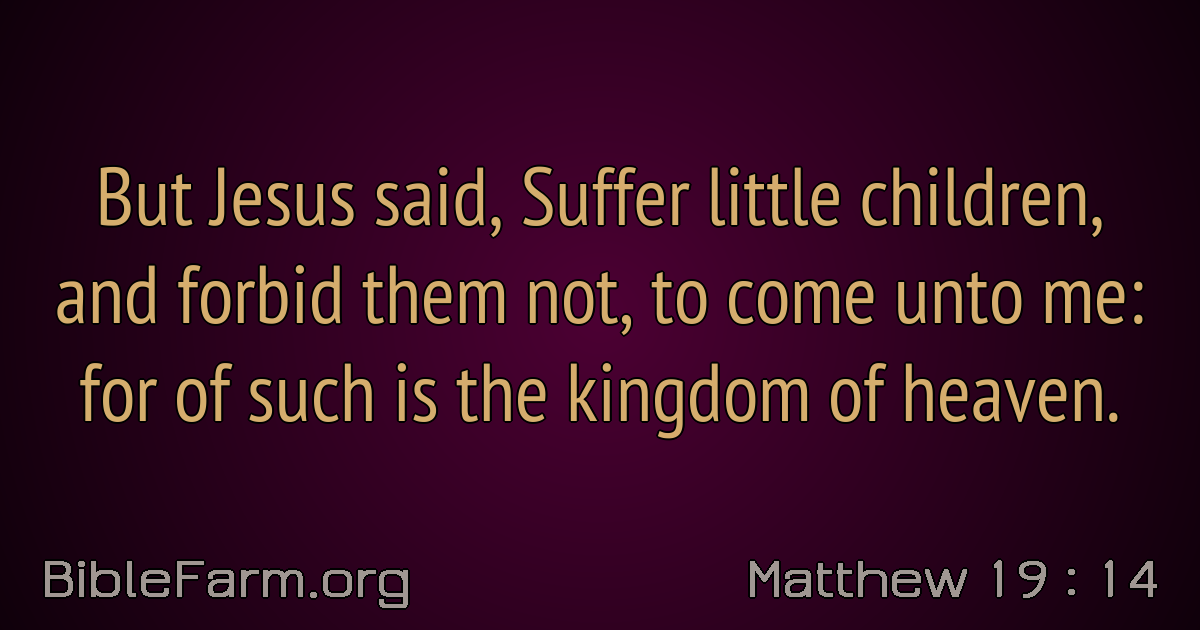 But Jesus said, Suffer little children,
and forbid them not, to come unto me:
for of such is the kingdom of heaven.
BibleFarm.org
Matthew 19 : 14